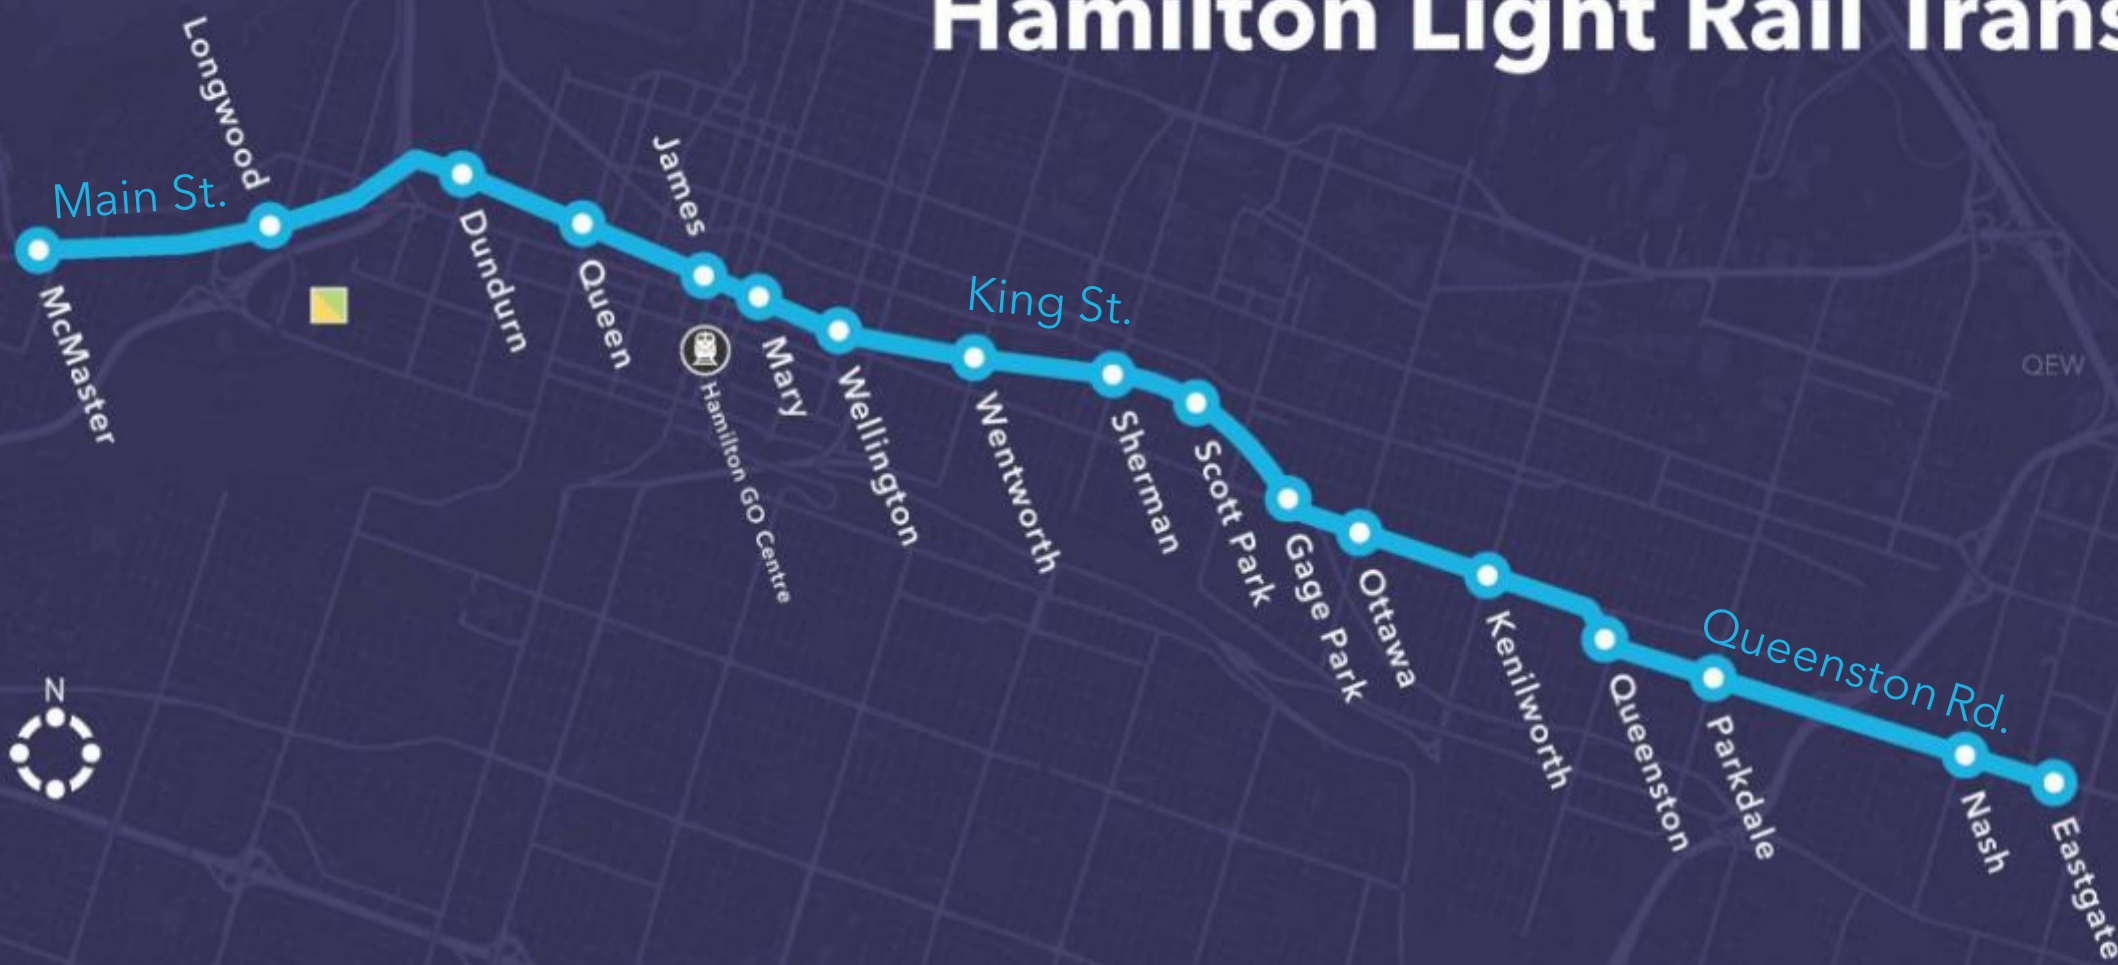 Hamilton Light Rail Trans
Longwood
James
Main St.
McMaster
Dundurn
Queen
Hamilton GO Centre
Mary
Wellington
King St.
Wentworth
Sherman
Scott Park
Gage Park
Ottawa
Kenilworth
QEW
Queenston Rd.
Queenston
Parkdale
Nash
Eastgate
N